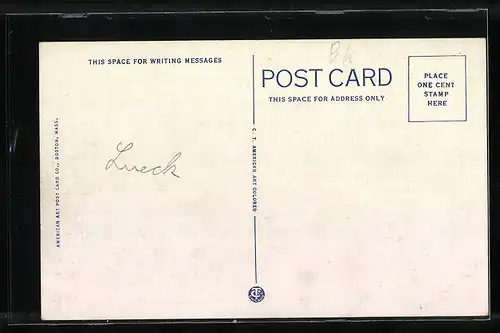 THIS SPACE FOR WRITING MESSAGES
AMERICAN ART POST CARD CO., BOSTON, MASS.
Lueck
C. T. AMERICAN ART COLORED
POST CARD
THIS SPACE FOR ADDRESS ONLY
PLACE
ONE CENT
STAMP
HERE